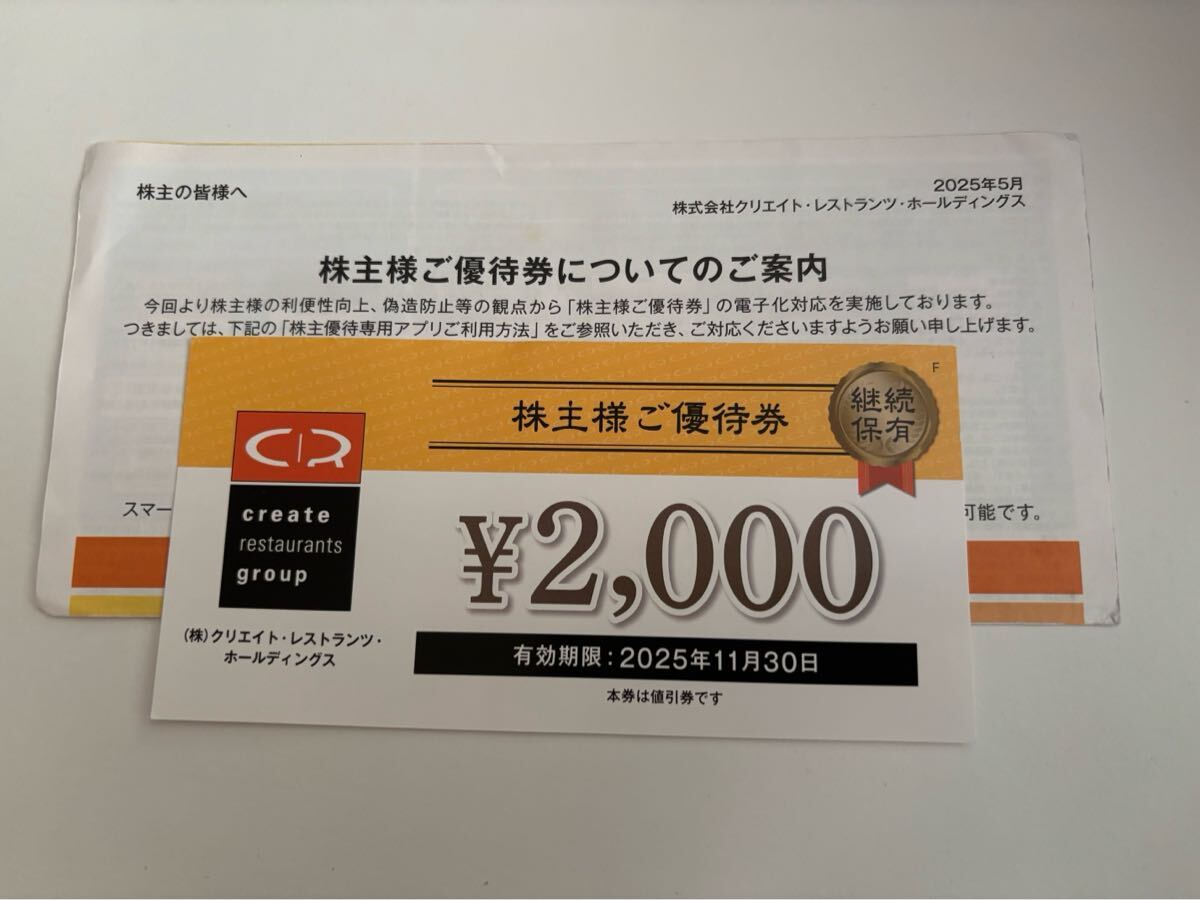 株主の皆様へ
2025年5月
株式会社クリエイト・レストランツ・ホールディングス
株主様ご優待券についてのご案内
今回より株主様の利便性向上、偽造防止等の観点から「株主様ご優待券」の電子化対応を実施しております。
つきましては、下記の「株主優待専用アプリご利用方法」をご参照いただき、ご対応くださいますようお願い申し上げます。
スマー
可能です。
F
株主様ご優待券
継続
保有
CR
create
restaurants
group
¥2,000
(株)クリエイト・レストランツ・
ホールディングス
有効期限:2025年11月30日
本券は値引券です